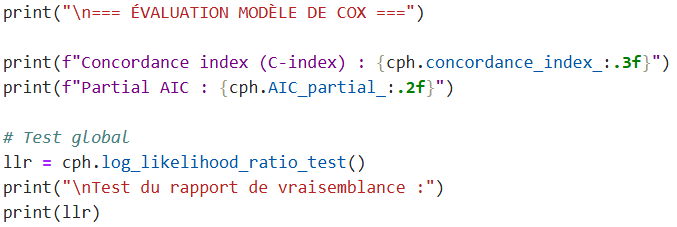 print("\n=== ÉVALUATION MODÈLE DE COX ===")
print(f"Concordance index (C-index) : {cph.concordance_index_:.3f}")
print(f"Partial AIC : {cph.AIC_partial_:.2f}")
# Test global
llr = cph.log_likelihood_ratio_test()
print("\nTest du rapport de vraisemblance :")
print(llr)